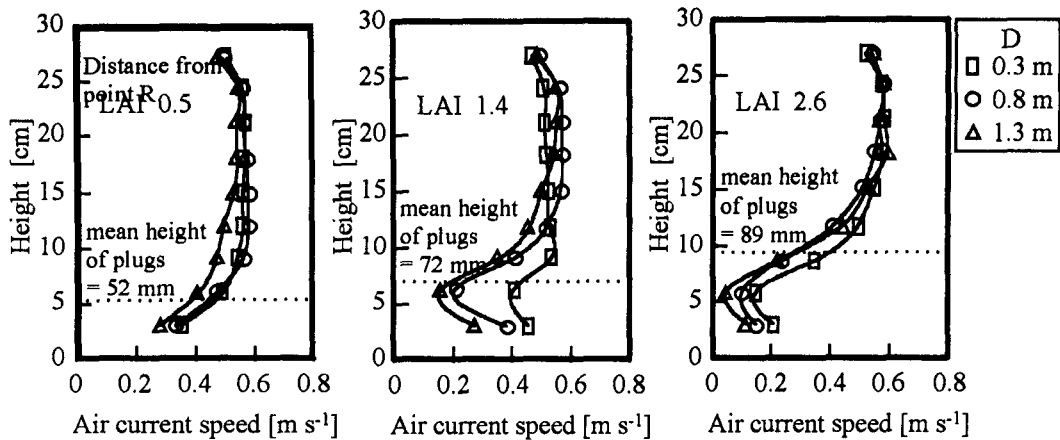 30
25
20
15
10
5
0
Height [cm]
Distance from
point R
LAI 0.5
mean height
of plugs
= 52 mm
0 0.2 0.4 0.6 0.8
Air current speed [m s⁻¹]
30
25
20
15
10
5
0
Height [cm]
LAI 1.4
mean height
of plugs
= 72 mm
0 0.2 0.4 0.6 0.8
Air current speed [m s⁻¹]
30
25
20
15
10
5
0
Height [cm]
LAI 2.6
mean height
of plugs
= 89 mm
0 0.2 0.4 0.6 0.8
Air current speed [m s⁻¹]
D
0.3 m
0.8 m
1.3 m